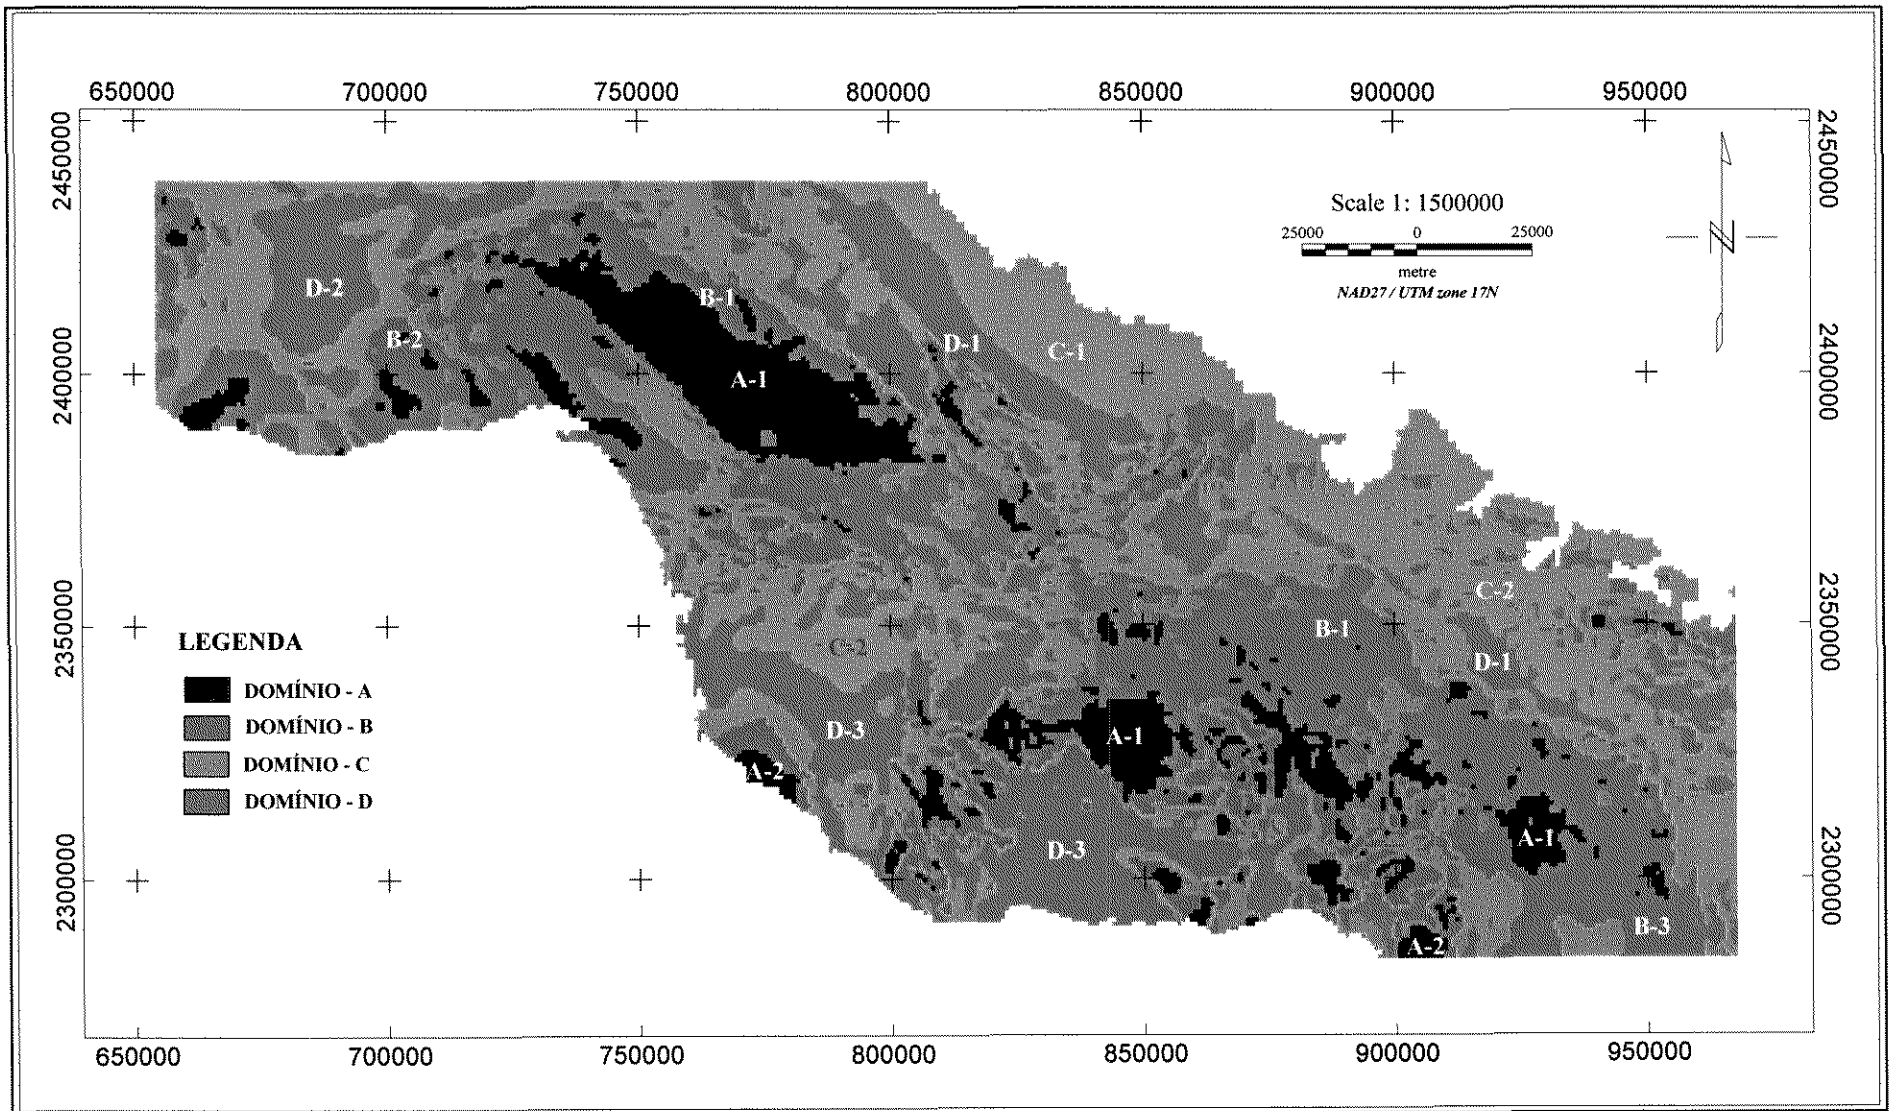 650000 700000 750000 800000 850000 900000 950000
2450000
2400000
2350000
2300000
2450000
2400000
2350000
2300000
Scale 1: 1500000
25000 0 25000
metre
NAD27 / UTM zone 17N
N
D-2
B-1
B-2
D-1
C-1
A-1
C-2
B-1
C-2
D-1
D-3
A-1
A-2
A-1
D-3
B-3
A-2
LEGENDA
DOMÍNIO - A
DOMÍNIO - B
DOMÍNIO - C
DOMÍNIO - D
650000 700000 750000 800000 850000 900000 950000